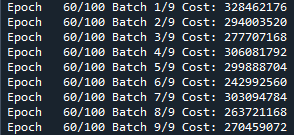 Epoch   60/100 Batch 1/9 Cost: 328462176
Epoch   60/100 Batch 2/9 Cost: 294003520
Epoch   60/100 Batch 3/9 Cost: 277707168
Epoch   60/100 Batch 4/9 Cost: 306081792
Epoch   60/100 Batch 5/9 Cost: 299888704
Epoch   60/100 Batch 6/9 Cost: 242992560
Epoch   60/100 Batch 7/9 Cost: 303094784
Epoch   60/100 Batch 8/9 Cost: 263721168
Epoch   60/100 Batch 9/9 Cost: 270459072